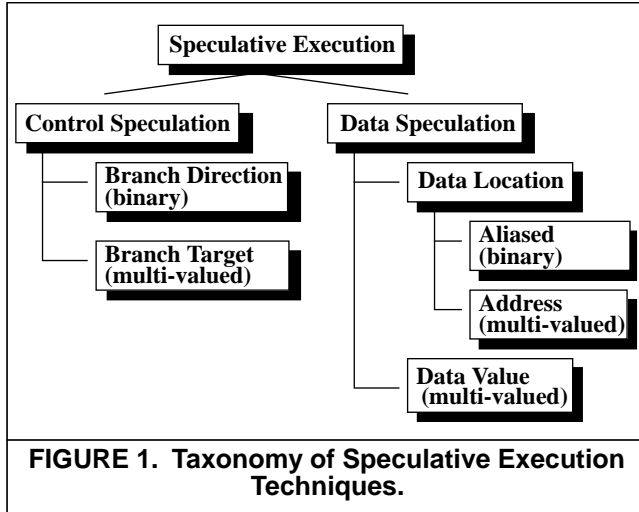 Speculative Execution
Control Speculation
Branch Direction
(binary)
Branch Target
(multi-valued)
Data Speculation
Data Location
Aliased
(binary)
Address
(multi-valued)
Data Value
(multi-valued)
FIGURE 1. Taxonomy of Speculative Execution
Techniques.